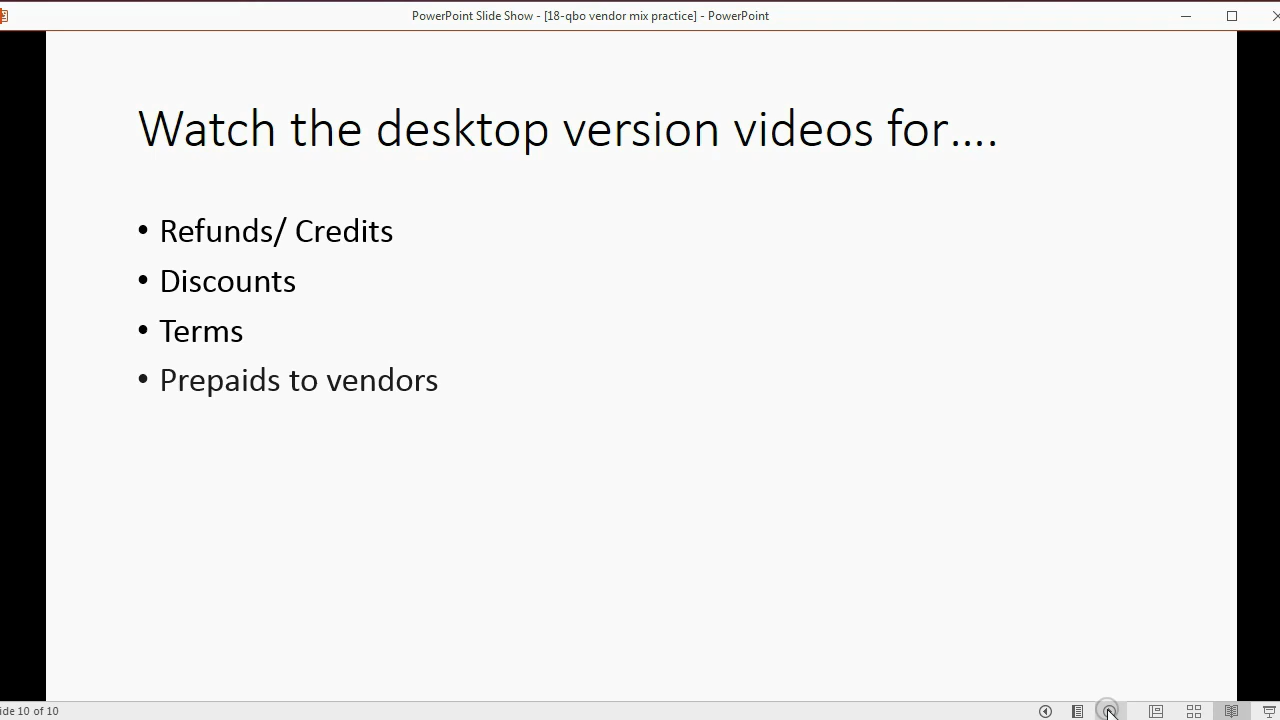 PowerPoint Slide Show - [18-qbo vendor mix practice] - PowerPoint
Watch the desktop version videos for....
• Refunds/ Credits
• Discounts
• Terms
• Prepaids to vendors
ide 10 of 10